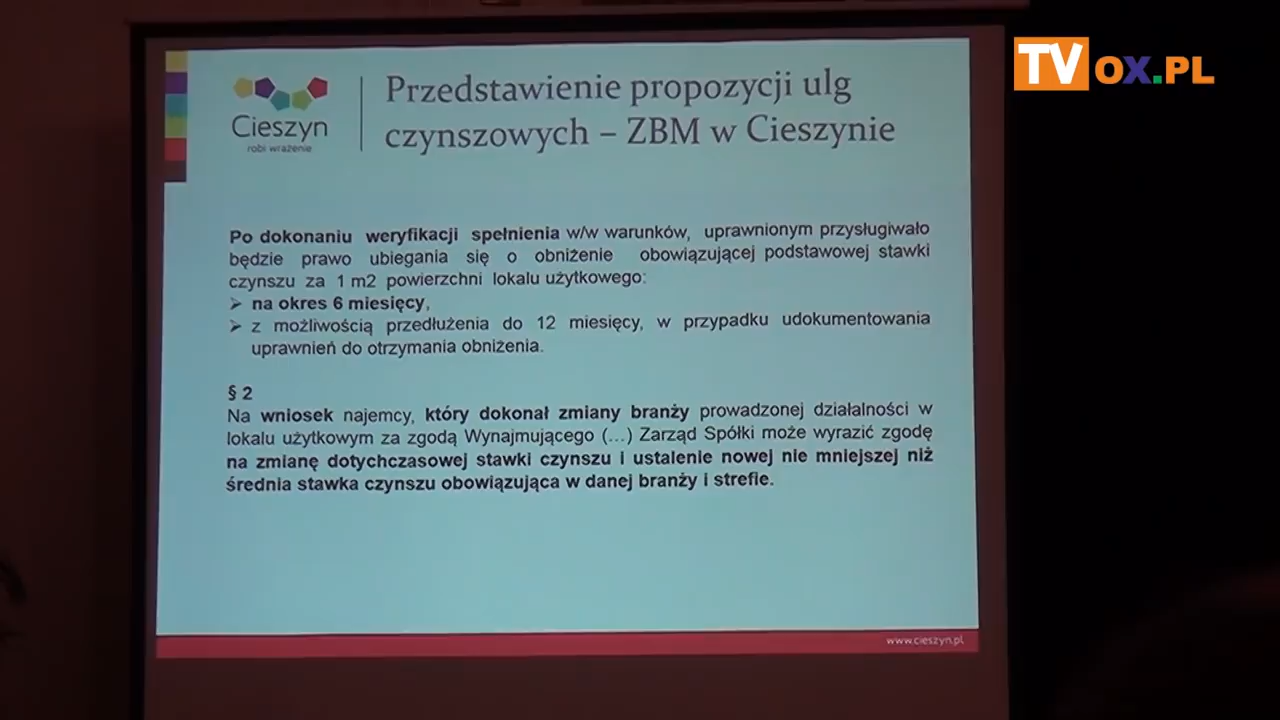 TVOX.PL
Cieszyn
robi wrażenie
Przedstawienie propozycji ulg
czynszowych – ZBM w Cieszynie
Po dokonaniu weryfikacji spełnienia w/w warunków, uprawnionym przysługiwało
będzie prawo ubiegania się o obniżenie obowiązującej podstawowej stawki
czynszu za 1 m2 powierzchni lokalu użytkowego:
➢ na okres 6 miesięcy,
➢ z możliwością przedłużenia do 12 miesięcy, w przypadku udokumentowania
uprawnień do otrzymania obniżenia.
§ 2
Na wniosek najemcy, który dokonał zmiany branży prowadzonej działalności w
lokalu użytkowym za zgodą Wynajmującego (...) Zarząd Spółki może wyrazić zgodę
na zmianę dotychczasowej stawki czynszu i ustalenie nowej nie mniejszej niż
średnia stawka czynszu obowiązująca w danej branży i strefie.
www.cieszyn.pl